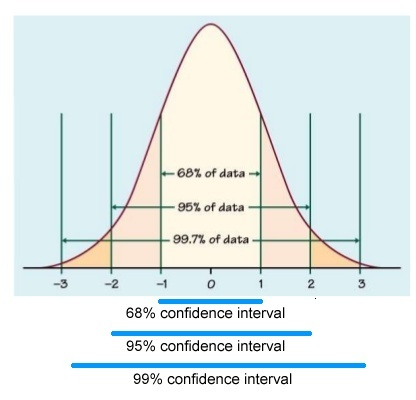 68% of data
95% of data
99.7% of data
-3 -2 -1 0 1 2 3
68% confidence interval
95% confidence interval
99% confidence interval